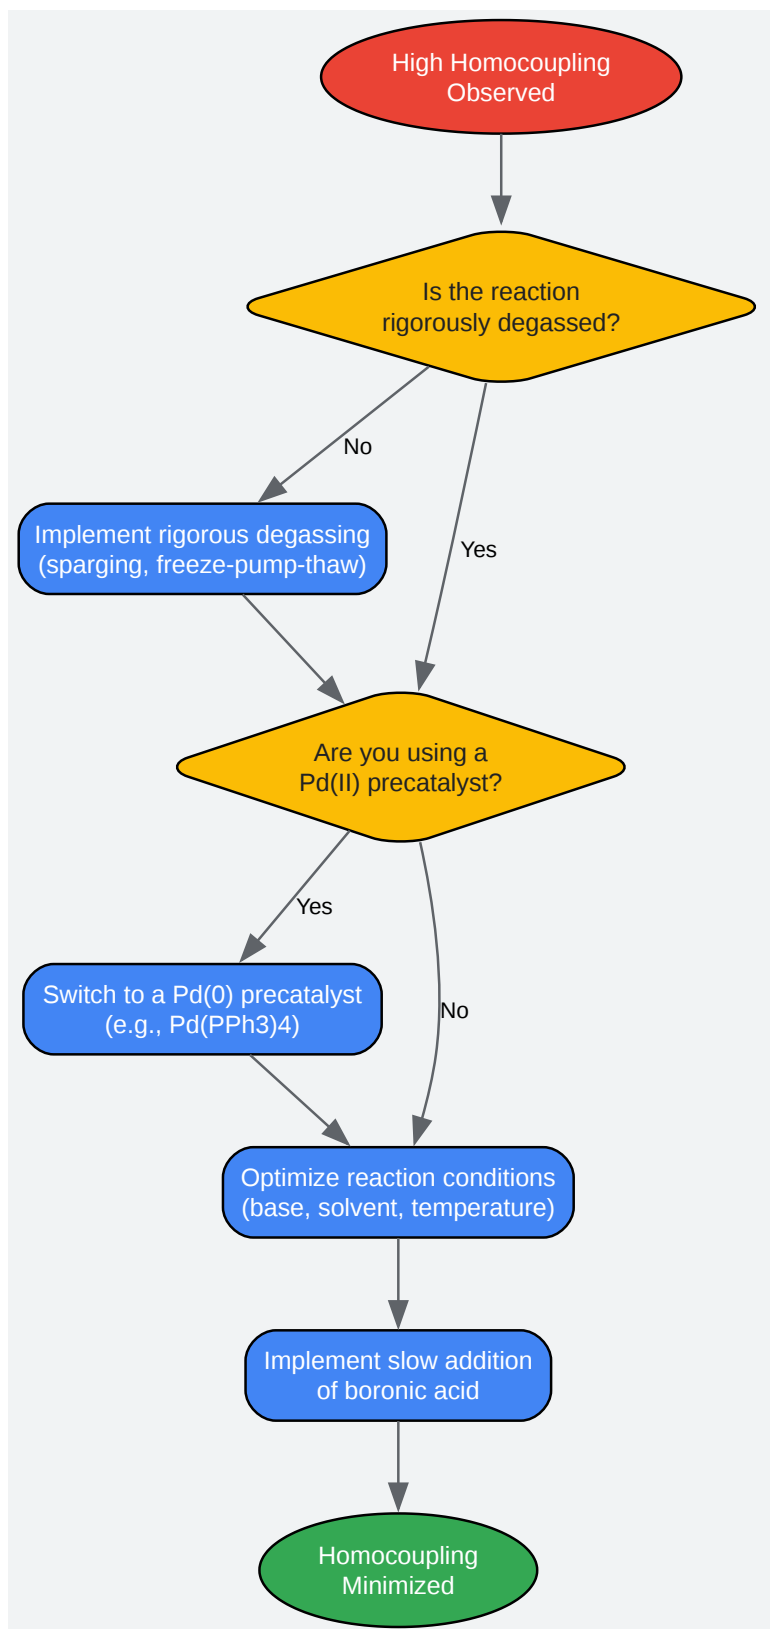 High Homocoupling
Observed
Is the reaction
rigorously degassed?
No
Implement rigorous degassing
(sparging, freeze-pump-thaw)
Yes
Are you using a
Pd(II) precatalyst?
Yes
Switch to a Pd(0) precatalyst
(e.g., Pd(PPh3)4)
No
Optimize reaction conditions
(base, solvent, temperature)
Implement slow addition
of boronic acid
Homocoupling
Minimized